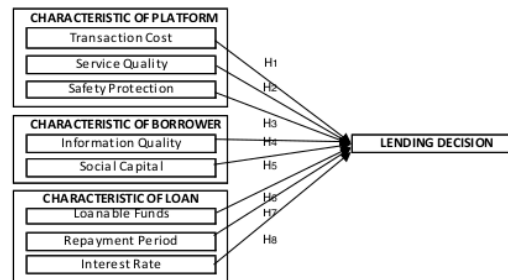 CHARACTERISTIC OF PLATFORM
Transaction Cost
Service Quality
Safety Protection
CHARACTERISTIC OF BORROWER
Information Quality
Social Capital
CHARACTERISTIC OF LOAN
Loanable Funds
Repayment Period
Interest Rate
H1
H2
H3
H4
H5
H6
H7
H8
LENDING DECISION